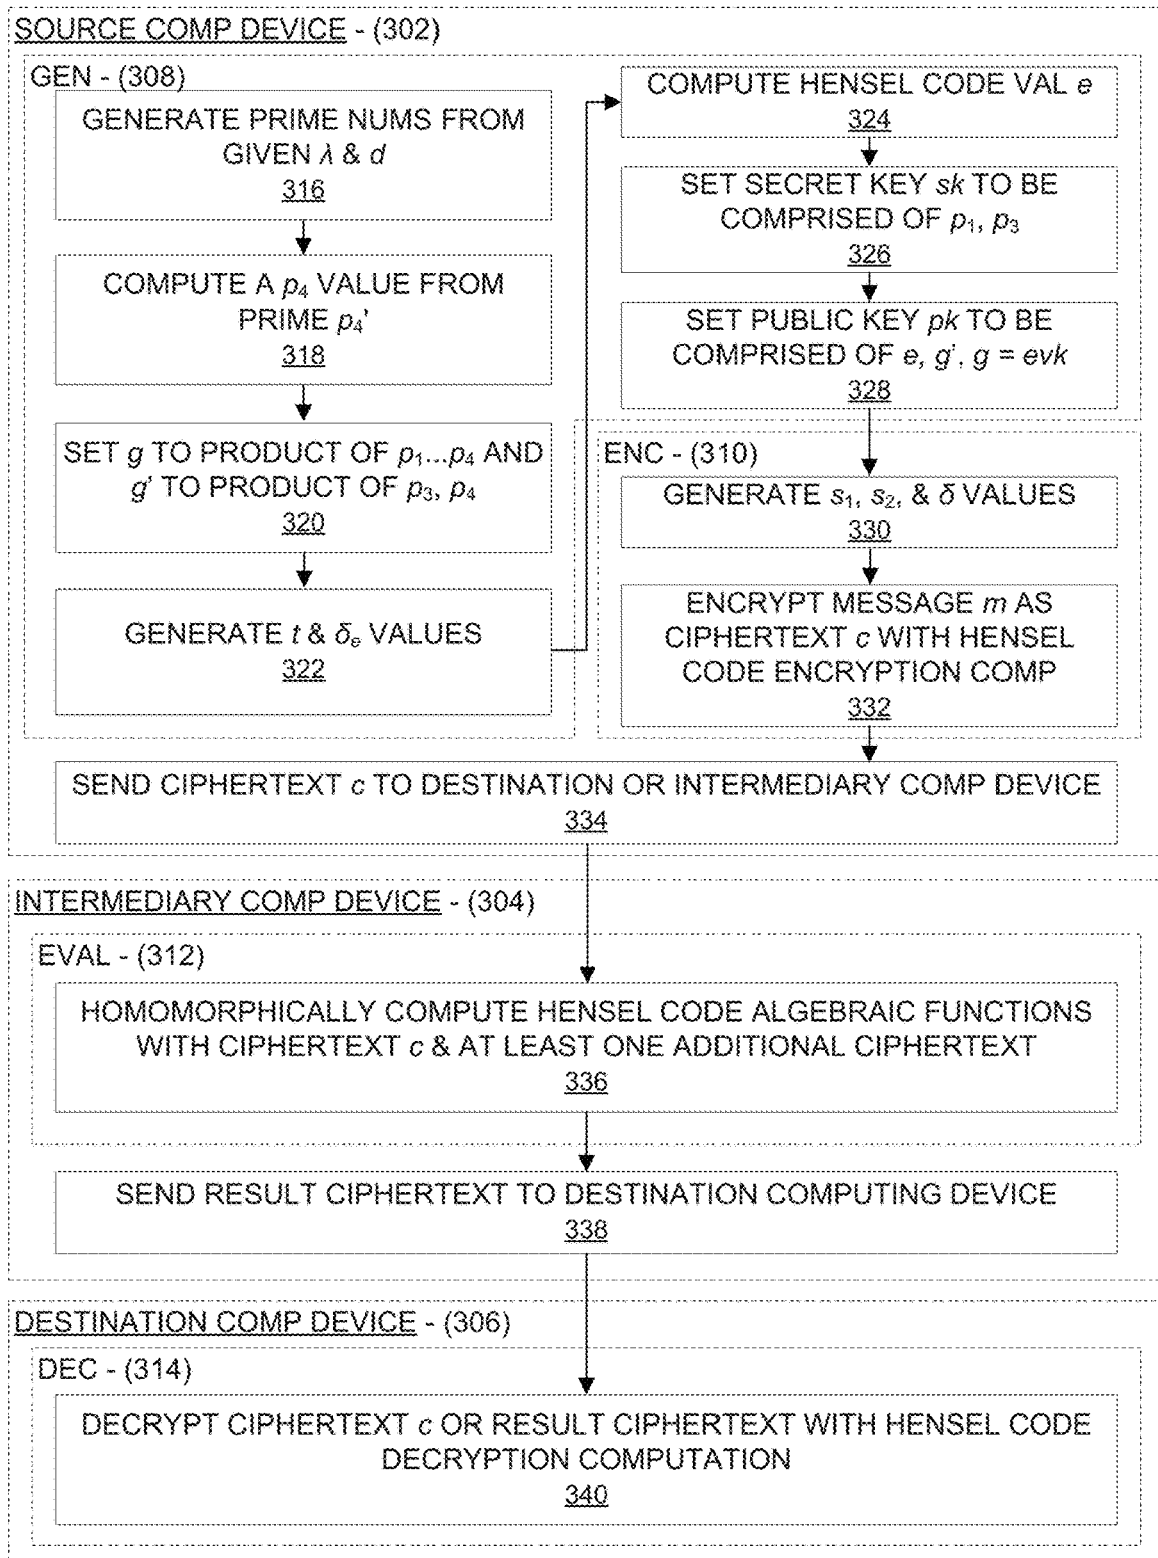 SOURCE COMP DEVICE - (302)
GEN - (308)
GENERATE PRIME NUMS FROM
GIVEN λ & d
316
COMPUTE A p₄ VALUE FROM
PRIME p₄'
318
SET g TO PRODUCT OF p₁...p₄ AND
g' TO PRODUCT OF p₃, p₄
320
GENERATE t & δₑ VALUES
322
COMPUTE HENSEL CODE VAL e
324
SET SECRET KEY sk TO BE
COMPRISED OF p₁, p₃
326
SET PUBLIC KEY pk TO BE
COMPRISED OF e, g', g = evk
328
ENC - (310)
GENERATE s₁, s₂, & δ VALUES
330
ENCRYPT MESSAGE m AS
CIPHERTEXT c WITH HENSEL
CODE ENCRYPTION COMP
332
SEND CIPHERTEXT c TO DESTINATION OR INTERMEDIARY COMP DEVICE
334
INTERMEDIARY COMP DEVICE - (304)
EVAL - (312)
HOMOMORPHICALLY COMPUTE HENSEL CODE ALGEBRAIC FUNCTIONS
WITH CIPHERTEXT c & AT LEAST ONE ADDITIONAL CIPHERTEXT
336
SEND RESULT CIPHERTEXT TO DESTINATION COMPUTING DEVICE
338
DESTINATION COMP DEVICE - (306)
DEC - (314)
DECRYPT CIPHERTEXT c OR RESULT CIPHERTEXT WITH HENSEL CODE
DECRYPTION COMPUTATION
340